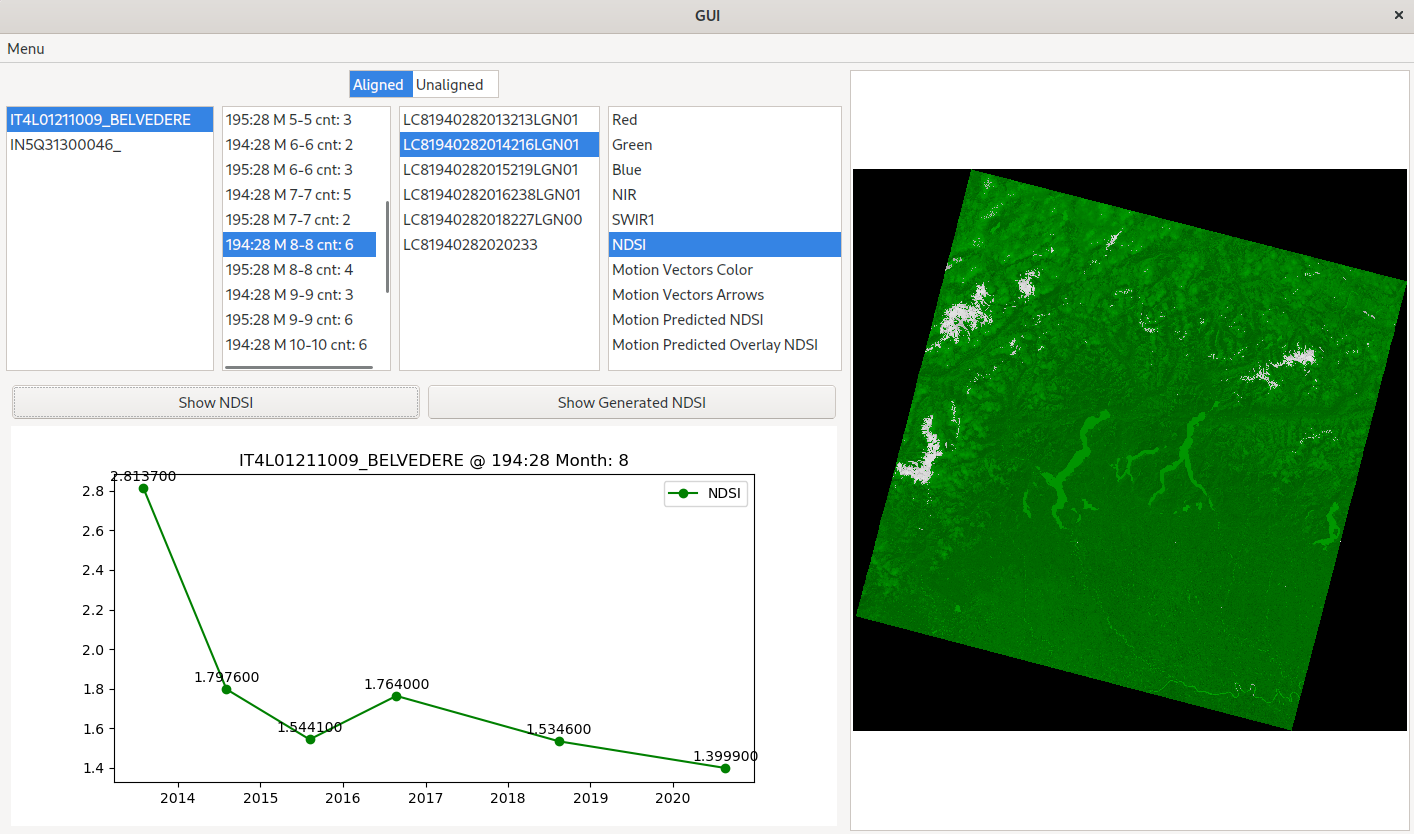 GUI
×
Menu
Aligned Unaligned
IT4L01211009_BELVEDERE
IN5Q31300046_
195:28 M 5-5 cnt: 3
194:28 M 6-6 cnt: 2
195:28 M 6-6 cnt: 3
194:28 M 7-7 cnt: 5
195:28 M 7-7 cnt: 2
194:28 M 8-8 cnt: 6
195:28 M 8-8 cnt: 4
194:28 M 9-9 cnt: 3
195:28 M 9-9 cnt: 6
194:28 M 10-10 cnt: 6
LC81940282013213LGN01
LC81940282014216LGN01
LC81940282015219LGN01
LC81940282016238LGN01
LC81940282018227LGN00
LC81940282020233
Red
Green
Blue
NIR
SWIR1
NDSI
Motion Vectors Color
Motion Vectors Arrows
Motion Predicted NDSI
Motion Predicted Overlay NDSI
Show NDSI
Show Generated NDSI
IT4L01211009_BELVEDERE @ 194:28 Month: 8
NDSI
2.813700
1.797600
1.544100
1.764000
1.534600
1.399900
2.8
2.6
2.4
2.2
2.0
1.8
1.6
1.4
2014 2015 2016 2017 2018 2019 2020